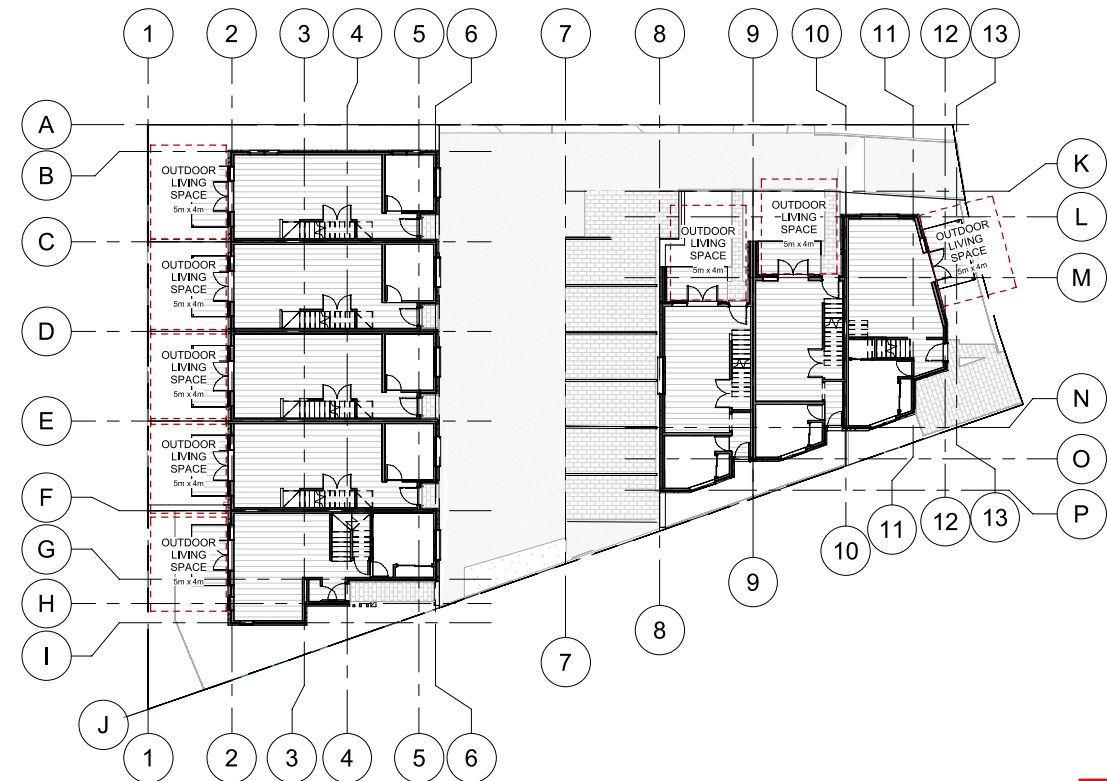 1 2 3 4 5 6 7 8 9 10 11 12 13
A
B
K
OUTDOOR
LIVING
SPACE
5m x 4m
OUTDOOR
LIVING
SPACE
5m x 4m
L
C
OUTDOOR
LIVING
SPACE
5m x 4m
OUTDOOR
LIVING
SPACE
5m x 4m
OUTDOOR
LIVING
SPACE
5m x 4m
M
D
OUTDOOR
LIVING
SPACE
5m x 4m
E
N
OUTDOOR
LIVING
SPACE
5m x 4m
O
F
P
OUTDOOR
LIVING
SPACE
5m x 4m
G
H
I
J
1 2 3 4 5 6 7 8 9 10 11 12 13